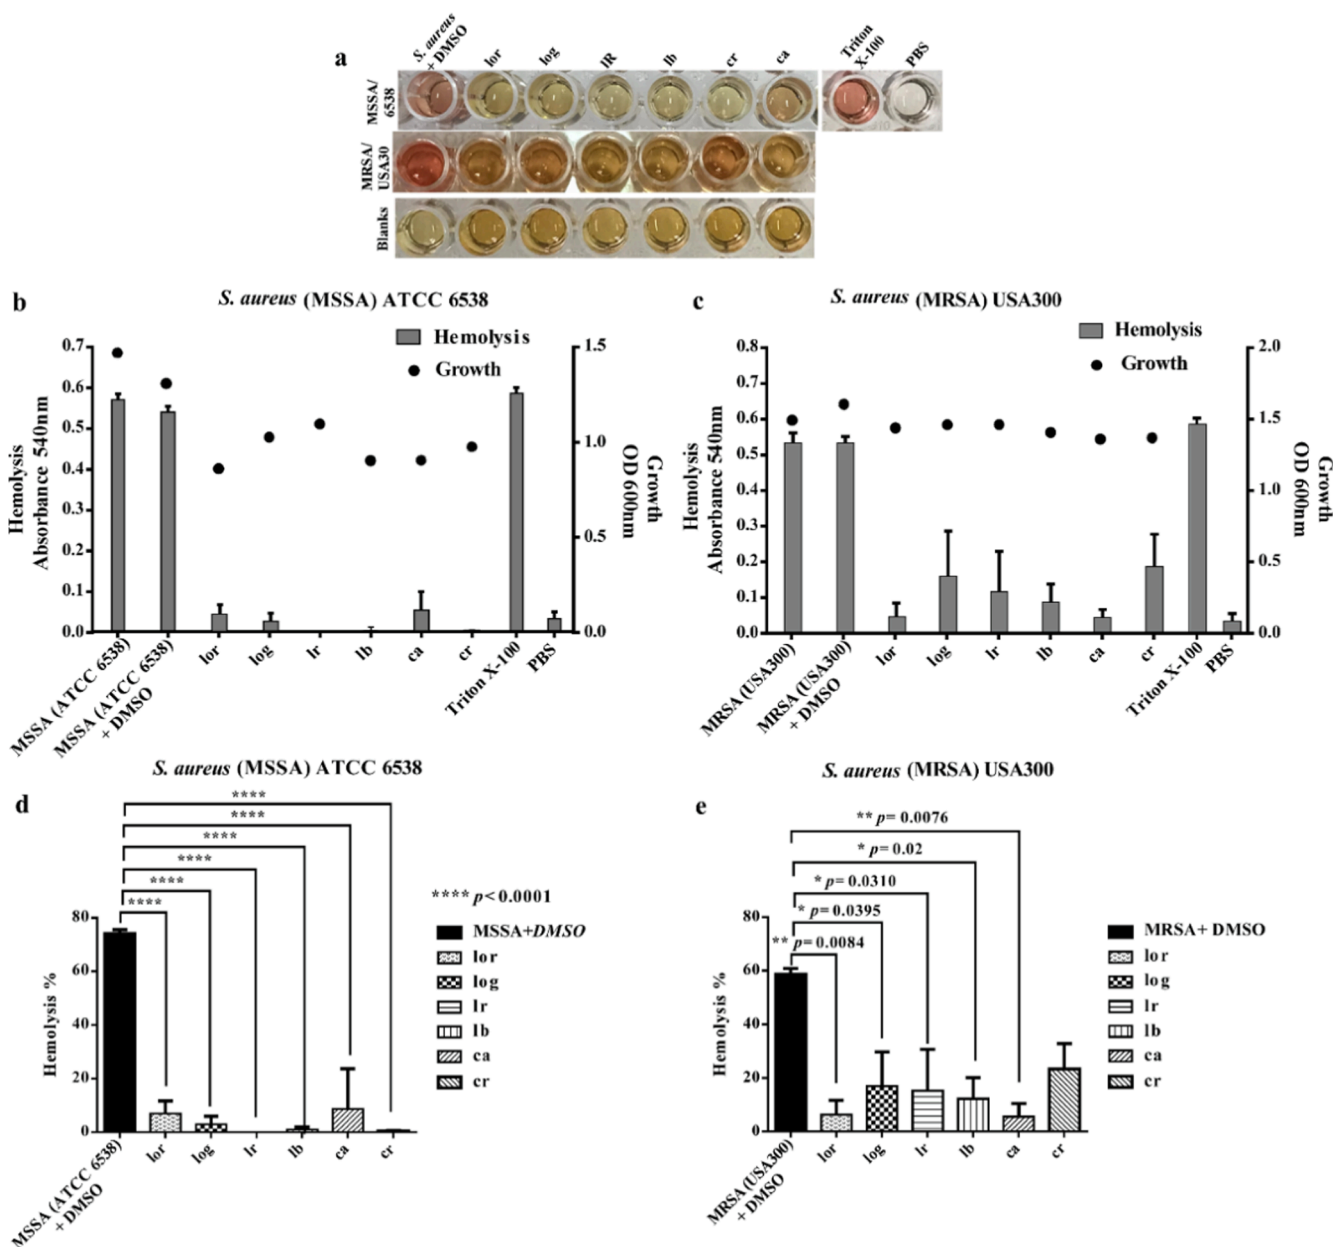 a
S. aureus
+ DMSO
lor
log
IR
lb
cr
ca
Triton
X-100
PBS
MSSA/
6538
MRSA/
USA30
Blanks
b
S. aureus (MSSA) ATCC 6538
Hemolysis
Growth
0.7
0.6
0.5
0.4
0.3
0.2
0.1
0.0
1.5
1.0
0.5
0.0
Hemolysis
Absorbance 540nm
Growth
OD 600nm
MSSA (ATCC 6538)
MSSA (ATCC 6538)
+ DMSO
lor
log
lr
lb
ca
cr
Triton X-100
PBS
c
S. aureus (MRSA) USA300
Hemolysis
Growth
0.8
0.7
0.6
0.5
0.4
0.3
0.2
0.1
0.0
2.0
1.5
1.0
0.5
0.0
Hemolysis
Absorbance 540nm
Growth
OD 600nm
MRSA (USA300)
MRSA (USA300)
+ DMSO
lor
log
lr
lb
ca
cr
Triton X-100
PBS
d
S. aureus (MSSA) ATCC 6538
****
****
****
****
****
****
**** p< 0.0001
MSSA+DMSO
lor
log
lr
lb
ca
cr
80
60
40
20
0
Hemolysis %
MSSA (ATCC 6538)
+ DMSO
lor
log
lr
lb
ca
cr
e
S. aureus (MRSA) USA300
** p= 0.0076
* p= 0.02
* p= 0.0310
* p= 0.0395
** p= 0.0084
MRSA+ DMSO
lor
log
lr
lb
ca
cr
80
60
40
20
0
Hemolysis %
MRSA (USA300)
+ DMSO
lor
log
lr
lb
ca
cr